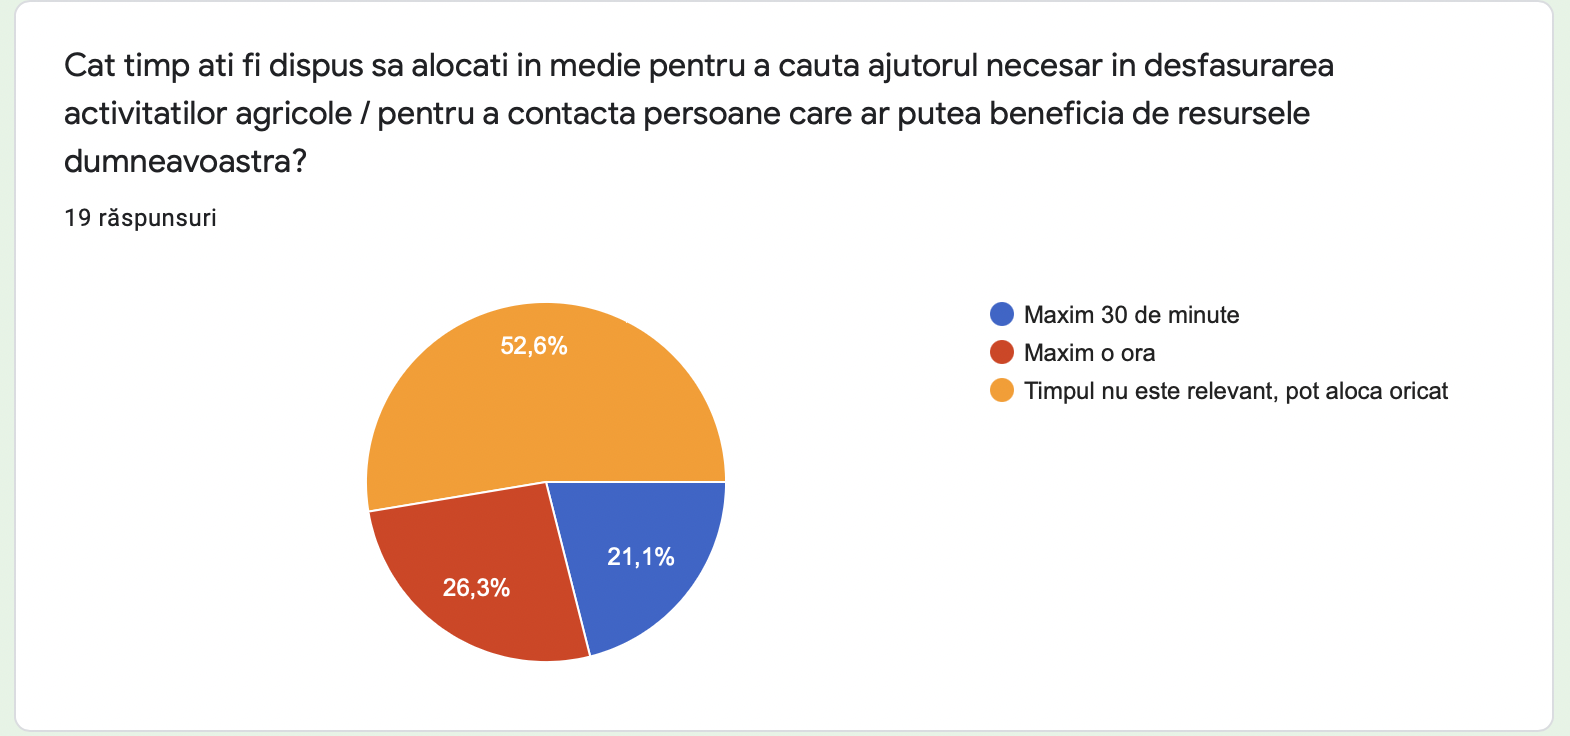 Cat timp ati fi dispus sa alocati in medie pentru a cauta ajutorul necesar in desfasurarea
activitatilor agricole / pentru a contacta persoane care ar putea beneficia de resursele
dumneavoastra?
19 răspunsuri
52,6%
26,3%
21,1%
Maxim 30 de minute
Maxim o ora
Timpul nu este relevant, pot aloca oricat